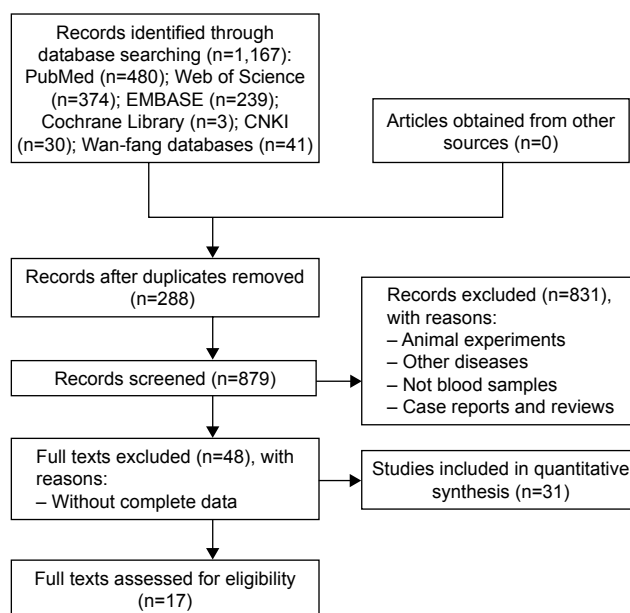 Records identified through
database searching (n=1,167):
PubMed (n=480); Web of Science
(n=374); EMBASE (n=239);
Cochrane Library (n=3); CNKI
(n=30); Wan-fang databases (n=41)
Articles obtained from other
sources (n=0)
Records after duplicates removed
(n=288)
Records excluded (n=831),
with reasons:
– Animal experiments
– Other diseases
– Not blood samples
– Case reports and reviews
Records screened (n=879)
Full texts excluded (n=48), with
reasons:
– Without complete data
Studies included in quantitative
synthesis (n=31)
Full texts assessed for eligibility
(n=17)